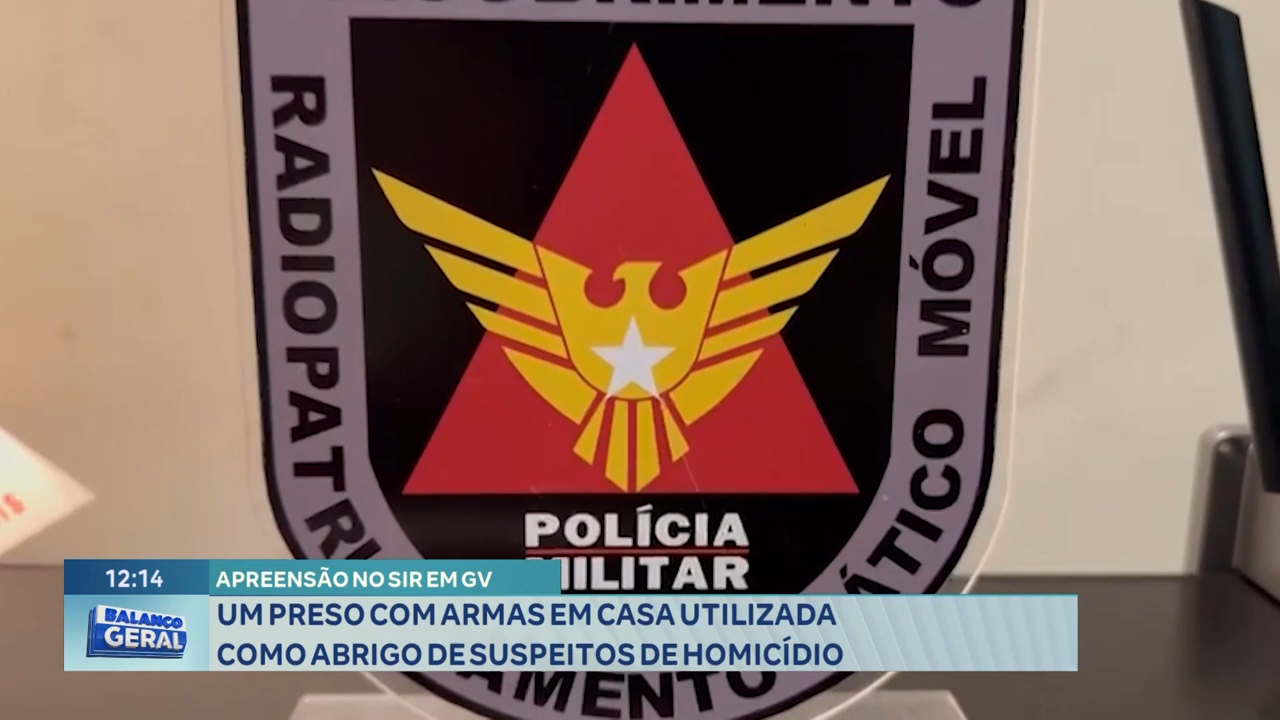 RADIOPATR
ÁTICO MÓVEL
POLÍCIA
MILITAR
AMENTO
12:14
APREENSÃO NO SIR EM GV
BALANÇO
GERAL
UM PRESO COM ARMAS EM CASA UTILIZADA
COMO ABRIGO DE SUSPEITOS DE HOMICÍDIO